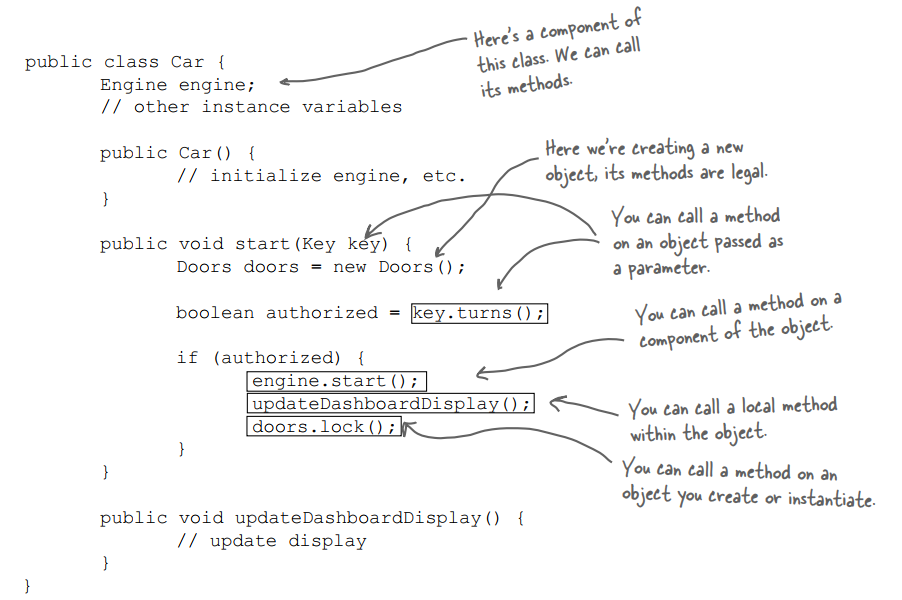 public class Car {
Engine engine;
// other instance variables
public Car() {
// initialize engine, etc.
}
public void start(Key key) {
Doors doors = new Doors();
boolean authorized = key.turns();
if (authorized) {
engine.start();
updateDashboardDisplay();
doors.lock();
}
}
public void updateDashboardDisplay() {
// update display
}
}
Here's a component of
this class. We can call
its methods.
Here we're creating a new
object, its methods are legal.
You can call a method
on an object passed as
a parameter.
You can call a method on a
component of the object.
You can call a local method
within the object.
You can call a method on an
object you create or instantiate.